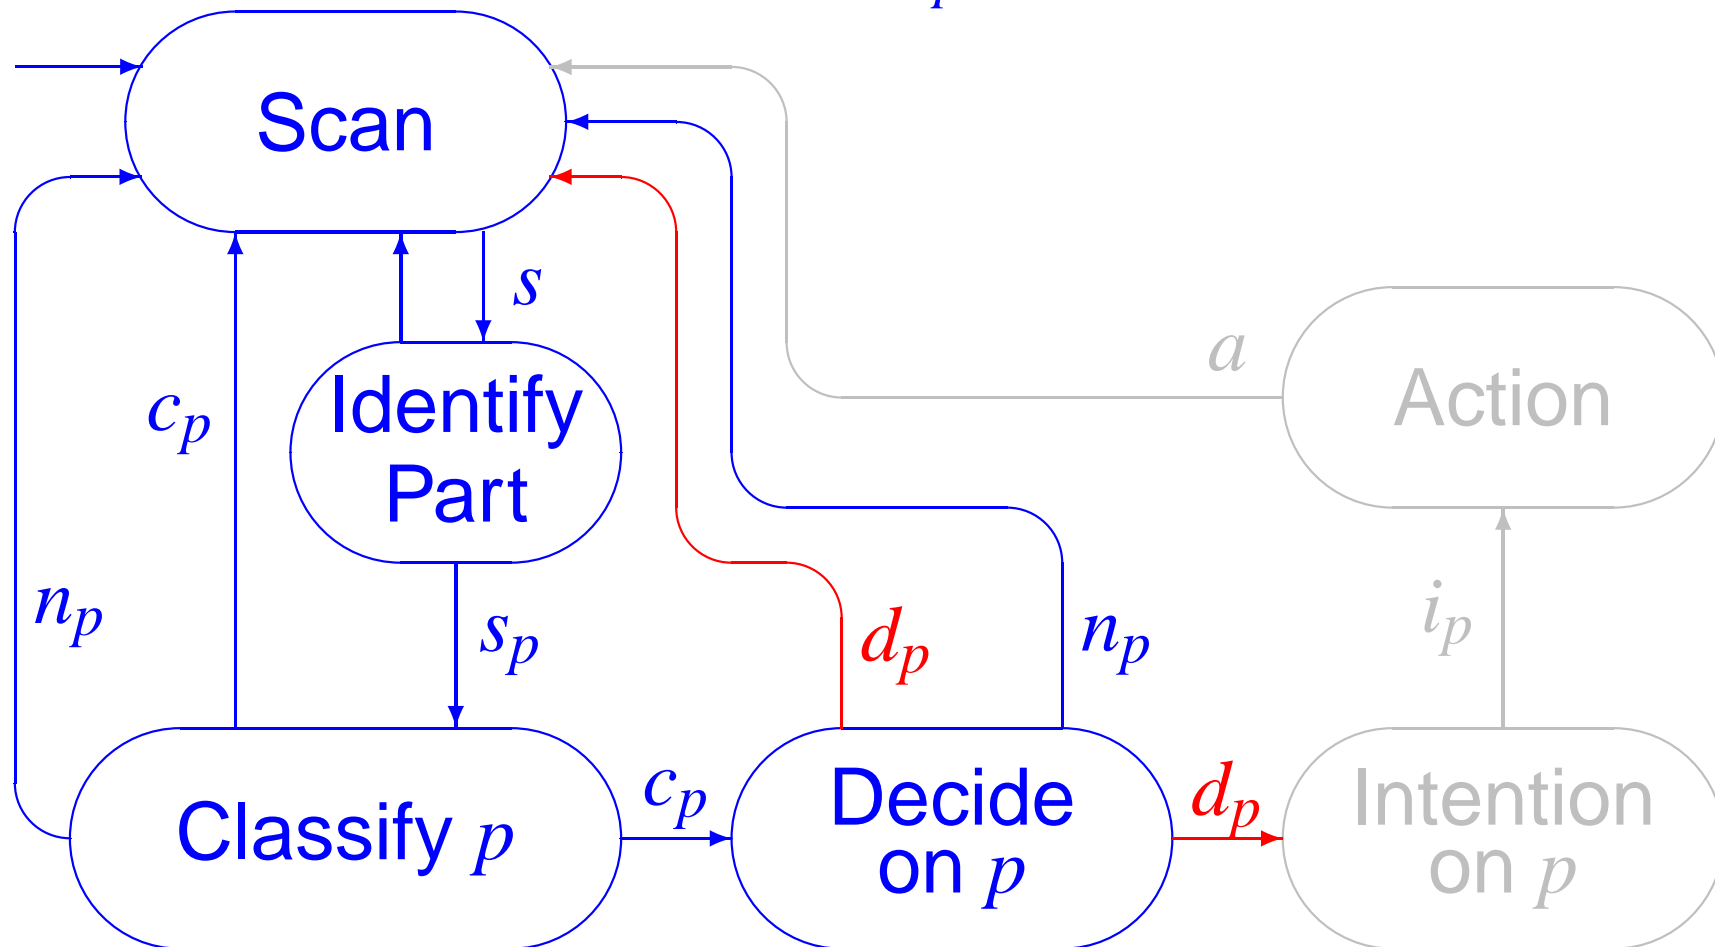 p
Scan
s
a
Action
c_p
Identify
Part
n_p
s_p
d_p
n_p
i_p
Classify p
c_p
Decide
on p
d_p
Intention
on p